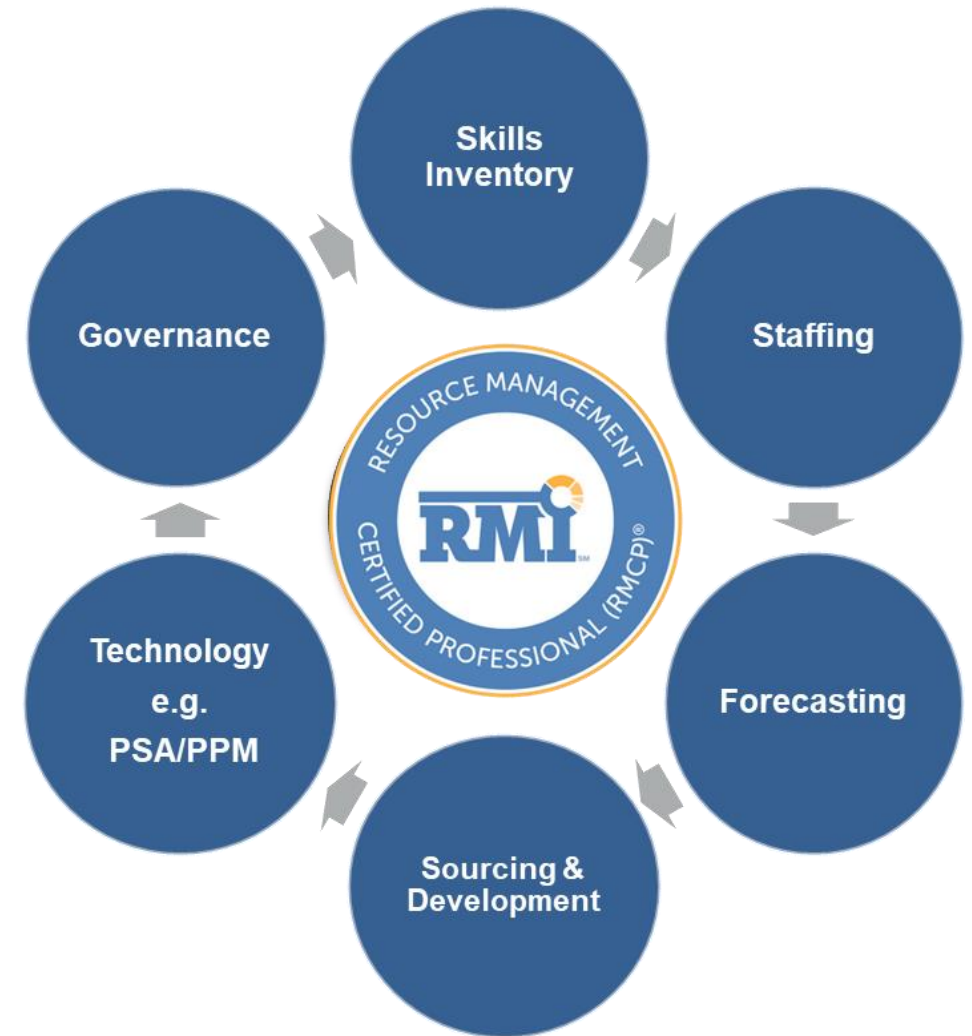 Skills
Inventory
Staffing
Forecasting
Sourcing &
Development
Technology
e.g.
PSA/PPM
Governance
RESOURCE MANAGEMENT
RMI SM
CERTIFIED PROFESSIONAL (RMCP)®